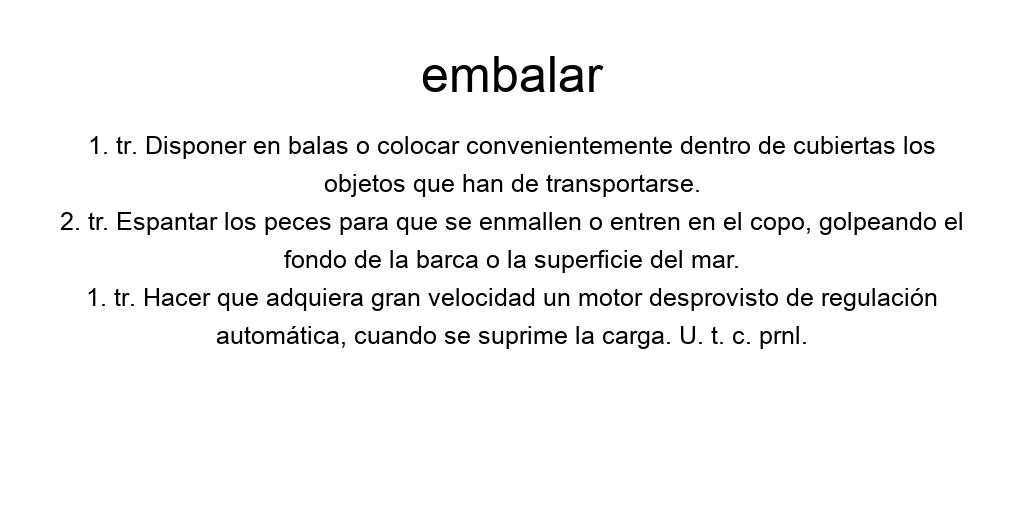 embalar
1. tr. Disponer en balas o colocar convenientemente dentro de cubiertas los
objetos que han de transportarse.
2. tr. Espantar los peces para que se enmallen o entren en el copo, golpeando el
fondo de la barca o la superficie del mar.
1. tr. Hacer que adquiera gran velocidad un motor desprovisto de regulación
automática, cuando se suprime la carga. U. t. c. prnl.